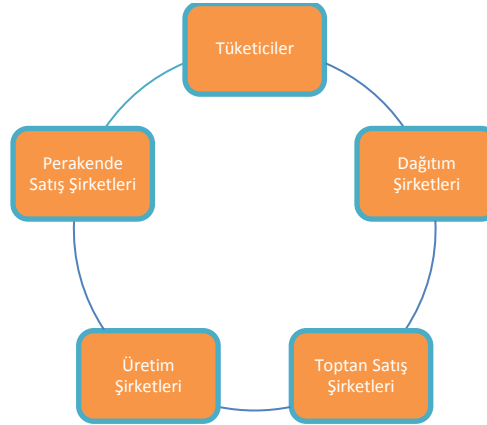 Tüketiciler
Dağıtım
Şirketleri
Toptan Satış
Şirketleri
Üretim
Şirketleri
Perakende
Satış Şirketleri